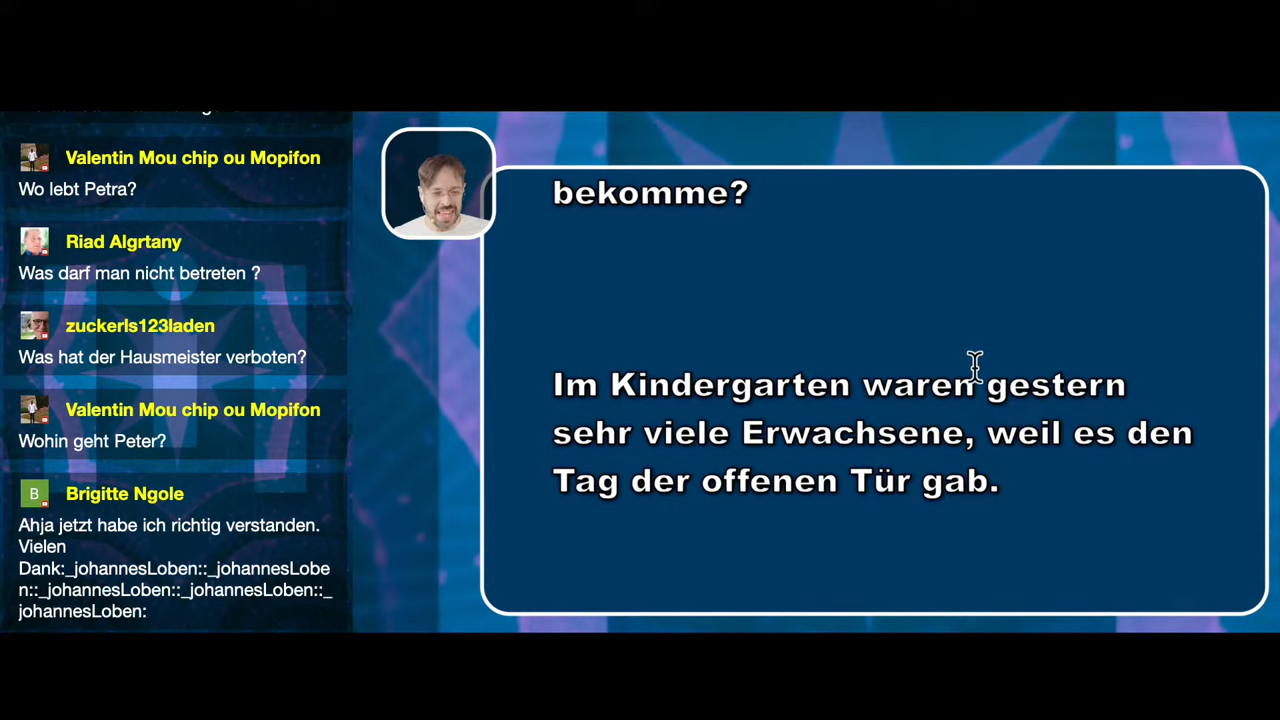 Valentin Mou chip ou Mopifon
Wo lebt Petra?
Riad Algrtany
Was darf man nicht betreten ?
zuckerls123laden
Was hat der Hausmeister verboten?
Valentin Mou chip ou Mopifon
Wohin geht Peter?
B
Brigitte Ngole
Ahja jetzt habe ich richtig verstanden.
Vielen
Dank:_johannesLoben::_johannesLobe
n::_johannesLoben::_johannesLoben::_
johannesLoben:
bekomme?
Im Kindergarten waren gestern
sehr viele Erwachsene, weil es den
Tag der offenen Tür gab.